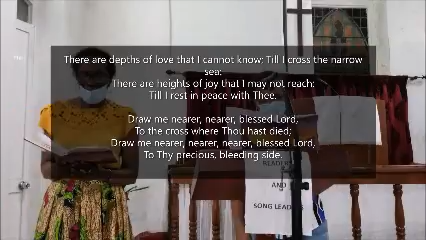 There are depths of love that I cannot know; Till I cross the narrow
sea;
There are heights of joy that I may not reach;
Till I rest in peace with Thee.
Draw me nearer, nearer, blessed Lord,
To the cross where Thou hast died;
Draw me nearer, nearer, nearer, blessed Lord,
To Thy precious, bleeding side.
READER
AND
SONG LEADER